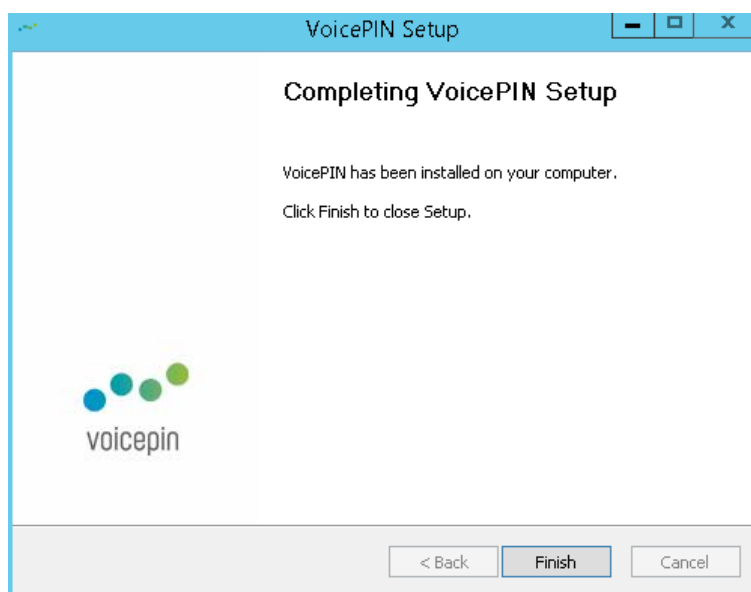 VoicePIN Setup
Completing VoicePIN Setup
VoicePIN has been installed on your computer.
Click Finish to close Setup.
voicepin
< Back
Finish
Cancel